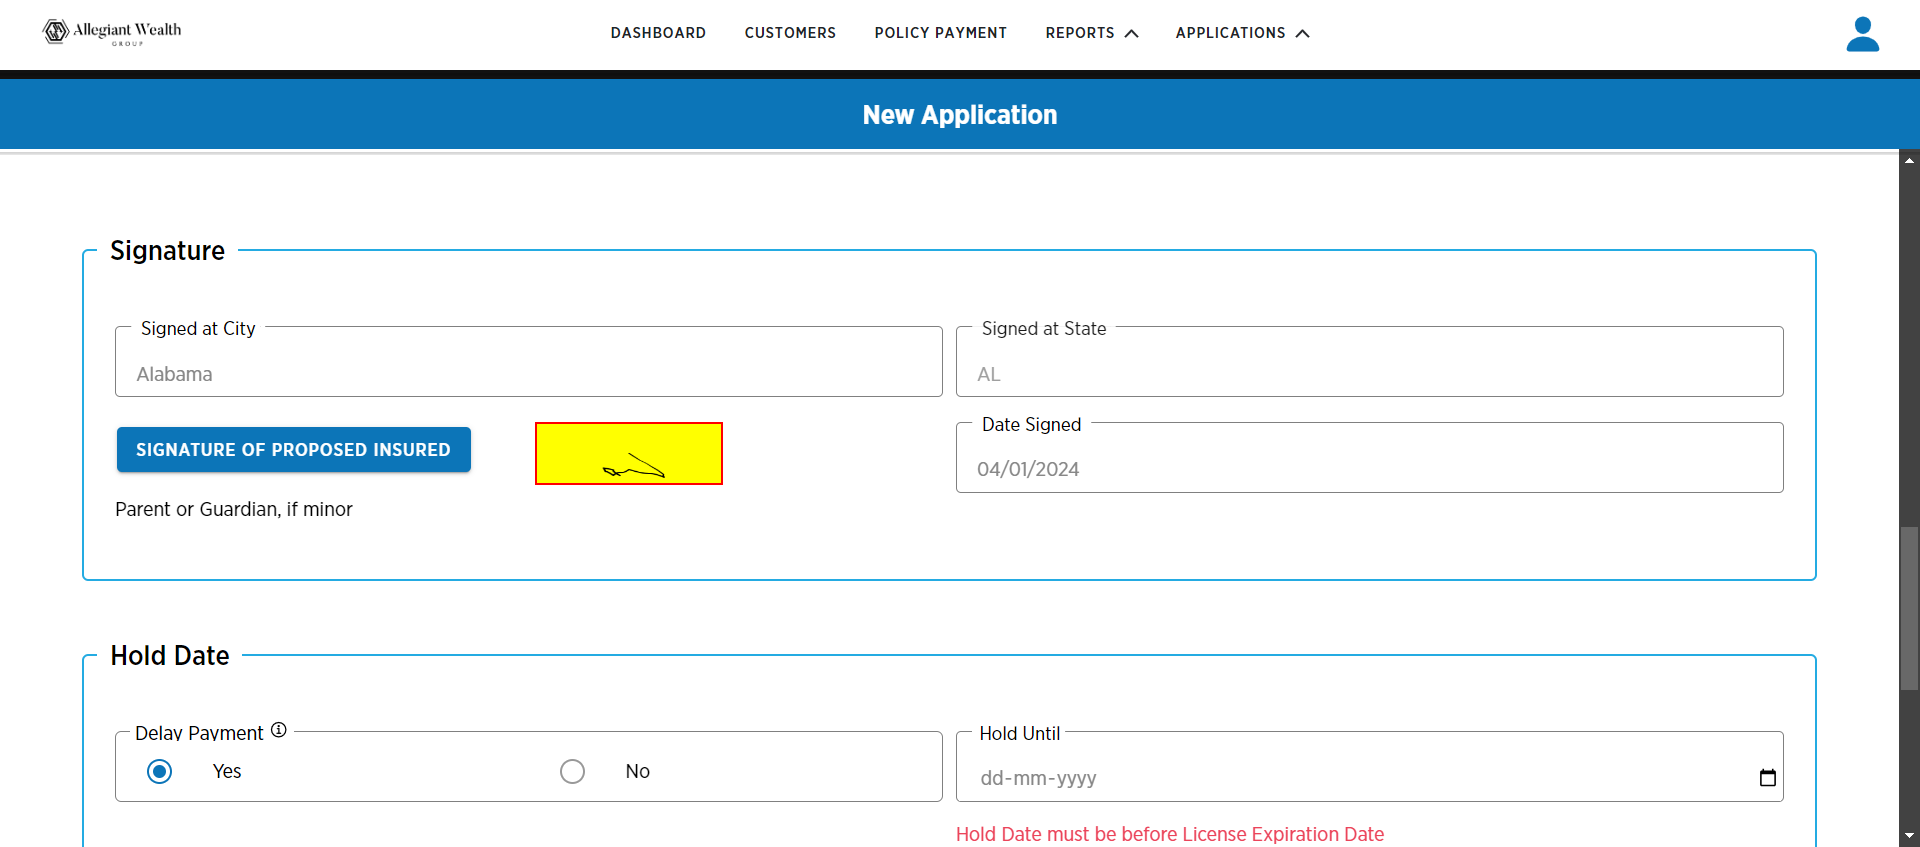 Allegiant Wealth
GROUP
DASHBOARD CUSTOMERS POLICY PAYMENT REPORTS APPLICATIONS
New Application
Signature
Signed at City
Alabama
Signed at State
AL
SIGNATURE OF PROPOSED INSURED
Date Signed
04/01/2024
Parent or Guardian, if minor
Hold Date
Delay Payment
Yes
No
Hold Until
dd-mm-yyyy
Hold Date must be before License Expiration Date